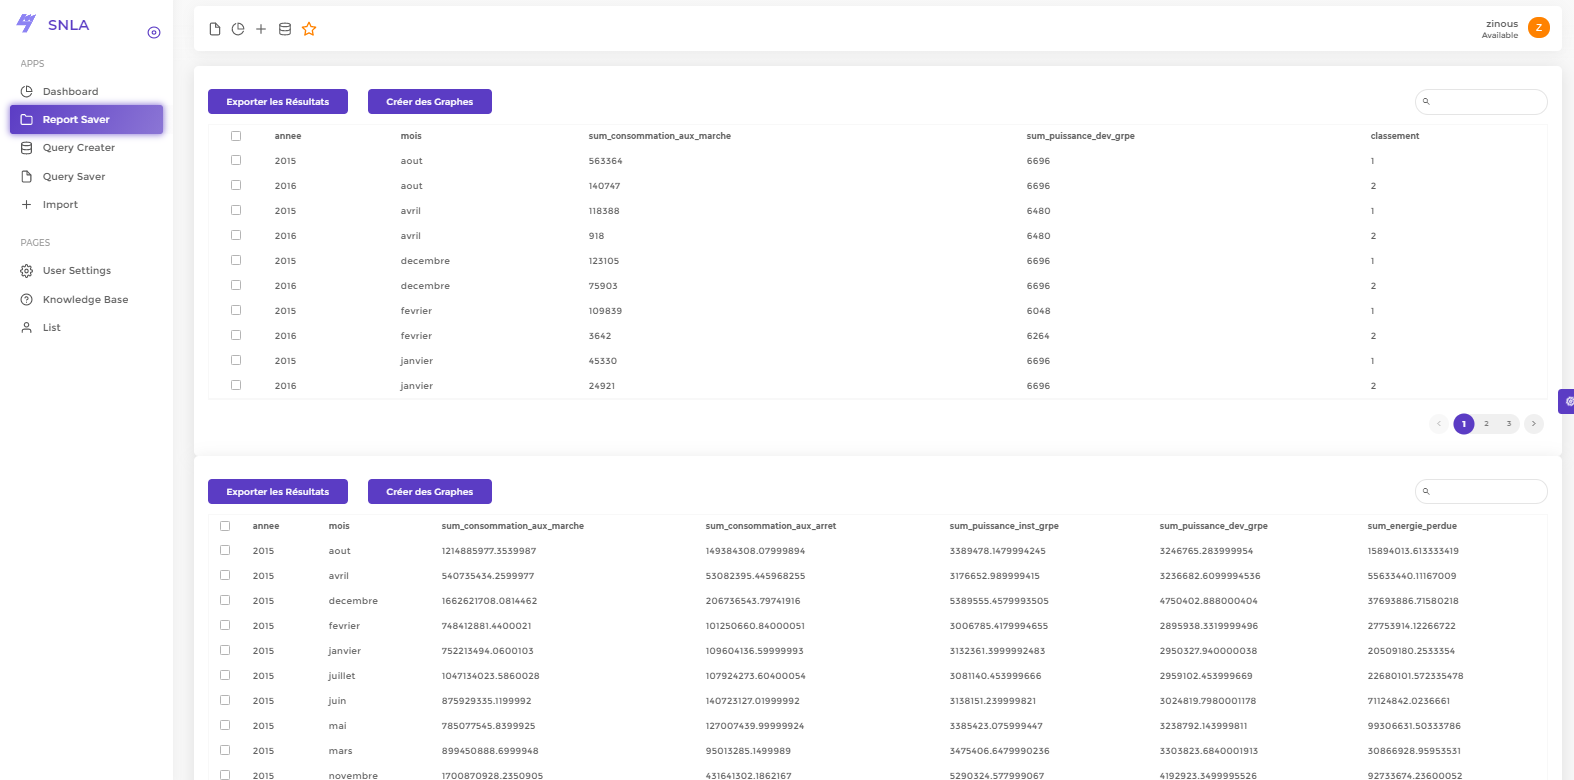 SNLA
APPS
Dashboard
Report Saver
Query Creater
Query Saver
Import
PAGES
User Settings
Knowledge Base
List
zinous
Available
Z
Exporter les Résultats Créer des Graphes
annee mois sum_consommation_aux_marche sum_puissance_dev_grpe classement
2015 aout 563364 6696 1
2016 aout 140747 6696 2
2015 avril 118388 6480 1
2016 avril 918 6480 2
2015 decembre 123105 6696 1
2016 decembre 75903 6696 2
2015 fevrier 109839 6048 1
2016 fevrier 3642 6264 2
2015 janvier 45330 6696 1
2016 janvier 24921 6696 2
< 1 2 3 >
Exporter les Résultats Créer des Graphes
annee mois sum_consommation_aux_marche sum_consommation_aux_arret sum_puissance_inst_grpe sum_puissance_dev_grpe sum_energie_perdue
2015 aout 1214885977.3539987 149384308.07999894 3389478.1479994245 3246765.283999954 15894013.613333419
2015 avril 540735434.2599977 53082395.445968255 3176652.989999415 3236682.6099994536 55633440.11167009
2015 decembre 1662621708.0814462 206736543.79741916 5389555.4579993505 4750402.888000404 37693886.71580218
2015 fevrier 748412881.4400021 101250660.84000051 3006785.4179994655 2895938.3319999496 27753914.12266722
2015 janvier 752213494.0600103 109604136.59999993 3132361.3999992483 2950327.940000038 20509180.2533354
2015 juillet 1047134023.5860028 107924273.60400054 3081140.453999666 2959102.453999669 22680101.572335478
2015 juin 875929335.1199992 140723127.01999992 3138151.239999821 3024819.7980001178 71124842.0236661
2015 mai 785077545.8399925 127007439.99999924 3385423.075999447 3238792.143999811 99306631.50333786
2015 mars 899450888.6999948 95013285.1499989 3475406.6479990236 3303823.6840001913 30866928.95953531
2015 novembre 1700870928.2350905 431641302.1862167 5290324.577999067 4192923.3499995526 92733674.23600052